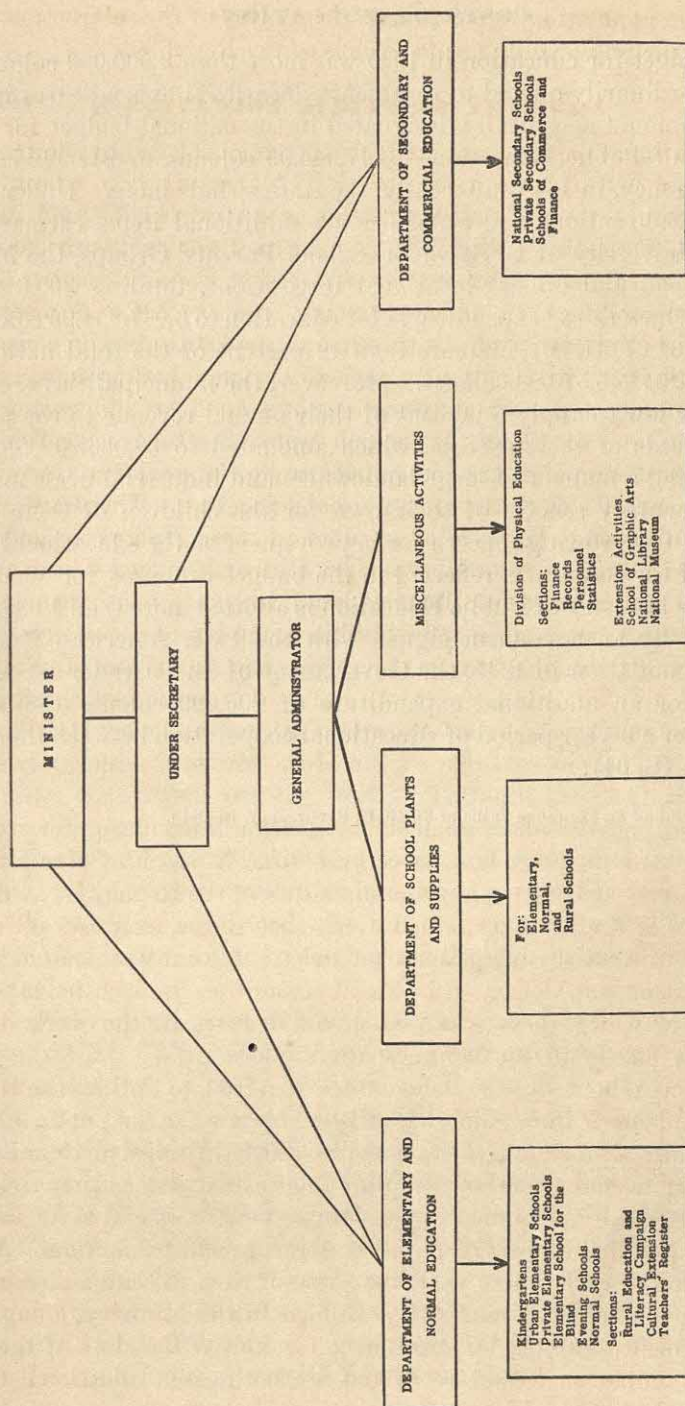 MINISTER
UNDER SECRETARY
GENERAL ADMINISTRATOR
DEPARTMENT OF ELEMENTARY AND
NORMAL EDUCATION
DEPARTMENT OF SCHOOL PLANTS
AND SUPPLIES
MISCELLANEOUS ACTIVITIES
DEPARTMENT OF SECONDARY AND
COMMERCIAL EDUCATION
Kindergartens
Urban Elementary Schools
Private Elementary Schools
Elementary School for the
Blind
Evening Schools
Normal Schools
Sections:
Rural Education and
Literacy Campaign
Cultural Extension
Teachers' Register
For:
Elementary,
Normal,
and
Rural Schools
Division of Physical Education
Sections:
Finance
Records
Personnel
Statistics
Extension Activities
School of Graphic Arts
National Library
National Museum
National Secondary Schools
Private Secondary Schools
Schools of Commerce and
Finance